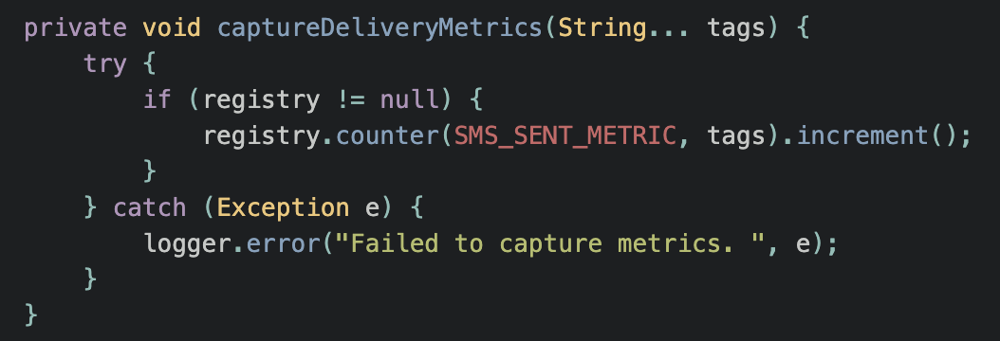 private void captureDeliveryMetrics(String... tags) {
    try {
        if (registry != null) {
            registry.counter(SMS_SENT_METRIC, tags).increment();
        }
    } catch (Exception e) {
        logger.error("Failed to capture metrics. ", e);
    }
}